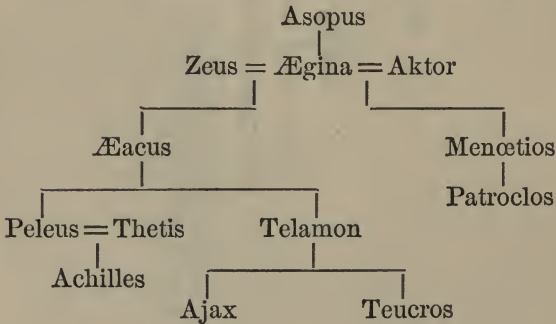 Asopus
Zeus = Ægina = Aktor
Æacus Menœtios
Patroclos
Peleus = Thetis Telamon
Achilles
Ajax Teucros